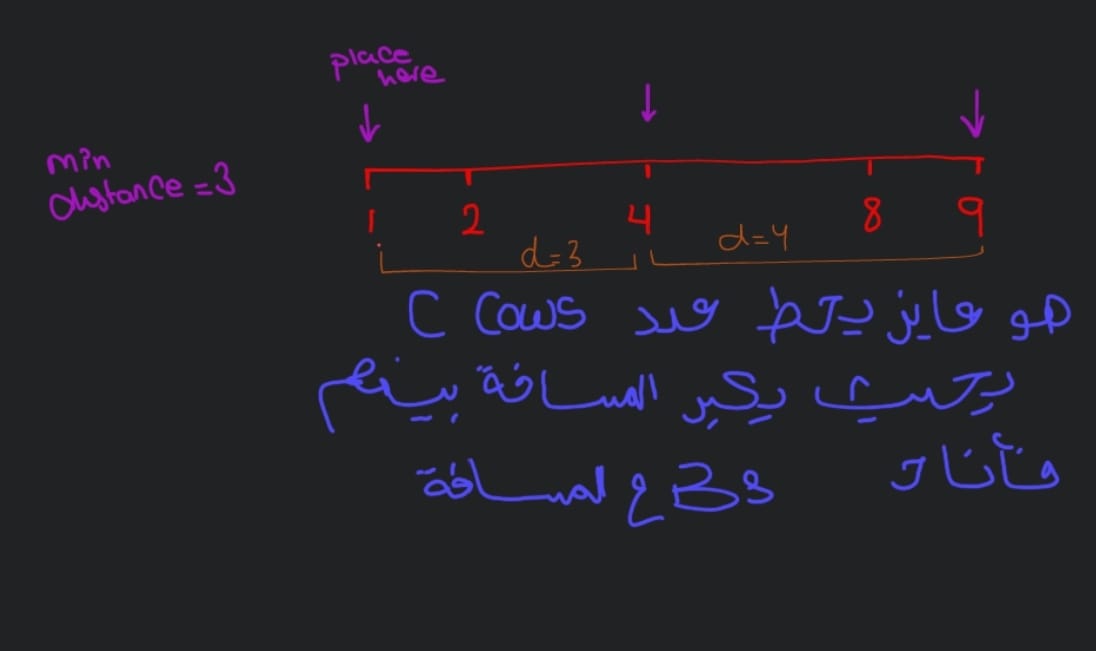 place
here
min
distance = 3
1 2 4 8 9
d=3 d=4
هو عايز يحط عدد C Cows
بحيث يكبر المسافة بينهم
فأنا BS ع المسافة